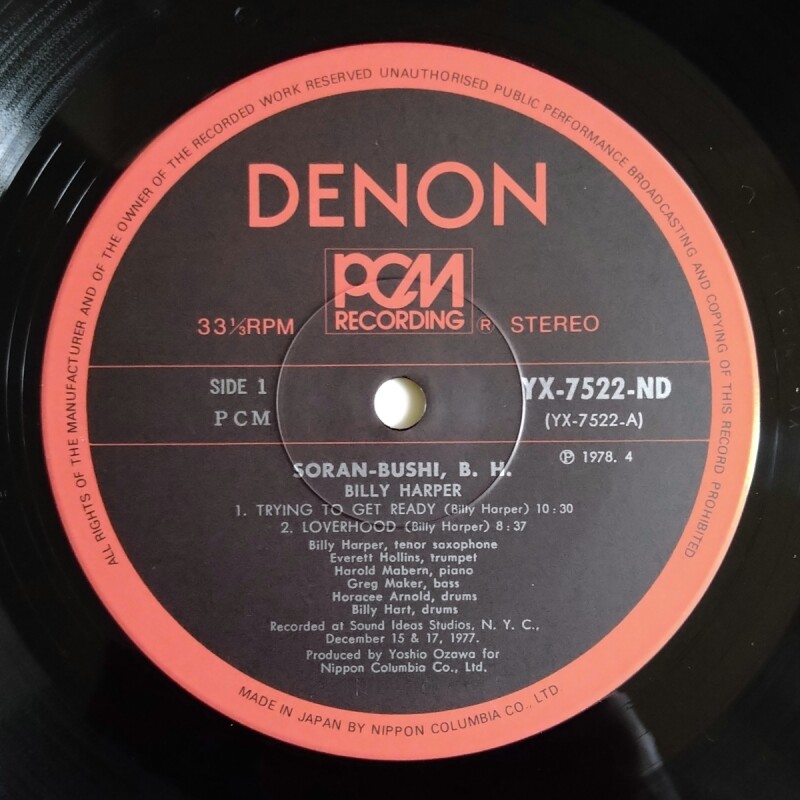 ALL RIGHTS OF THE MANUFACTURER AND OF THE OWNER OF THE RECORDED WORK RESERVED UNAUTHORISED PUBLIC PERFORMANCE BROADCASTING AND COPYING OF THIS RECORD PROHIBITED
DENON
PCM
RECORDING
33⅓RPM ® STEREO
SIDE 1 YX-7522-ND
PCM (YX-7522-A)
℗ 1978. 4
SORAN-BUSHI, B. H.
BILLY HARPER
1. TRYING TO GET READY (Billy Harper) 10:30
2. LOVERHOOD (Billy Harper) 8:37
Billy Harper, tenor saxophone
Everett Hollins, trumpet
Harold Mabern, piano
Greg Maker, bass
Horacee Arnold, drums
Billy Hart, drums
Recorded at Sound Ideas Studios, N. Y. C.,
December 15 & 17, 1977.
Produced by Yoshio Ozawa for
Nippon Columbia Co., Ltd.
MADE IN JAPAN BY NIPPON COLUMBIA CO., LTD.